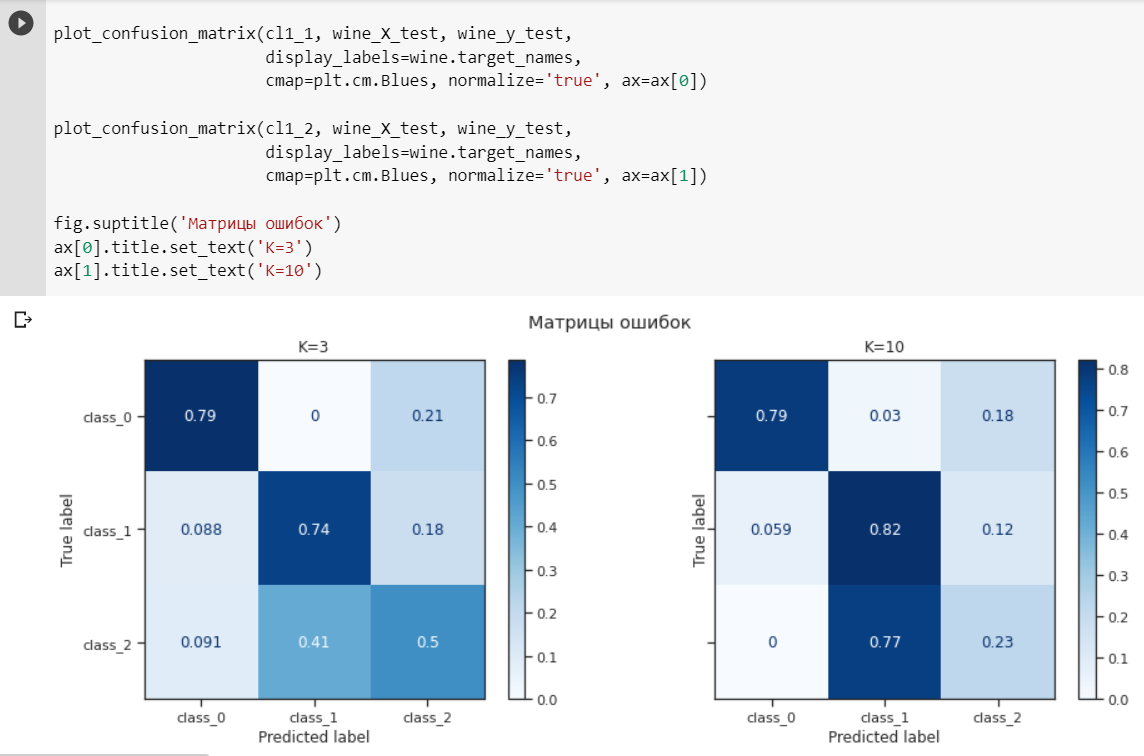 plot_confusion_matrix(cl1_1, wine_X_test, wine_y_test,
display_labels=wine.target_names,
cmap=plt.cm.Blues, normalize='true', ax=ax[0])
plot_confusion_matrix(cl1_2, wine_X_test, wine_y_test,
display_labels=wine.target_names,
cmap=plt.cm.Blues, normalize='true', ax=ax[1])
fig.suptitle('Матрицы ошибок')
ax[0].title.set_text('K=3')
ax[1].title.set_text('K=10')
Матрицы ошибок
K=3
True label
class_0
0.79
0
0.21
class_1
0.088
0.74
0.18
class_2
0.091
0.41
0.5
class_0
class_1
class_2
Predicted label
0.7
0.6
0.5
0.4
0.3
0.2
0.1
0.0
K=10
True label
0.79
0.03
0.18
0.059
0.82
0.12
0
0.77
0.23
class_0
class_1
class_2
Predicted label
0.8
0.7
0.6
0.5
0.4
0.3
0.2
0.1
0.0